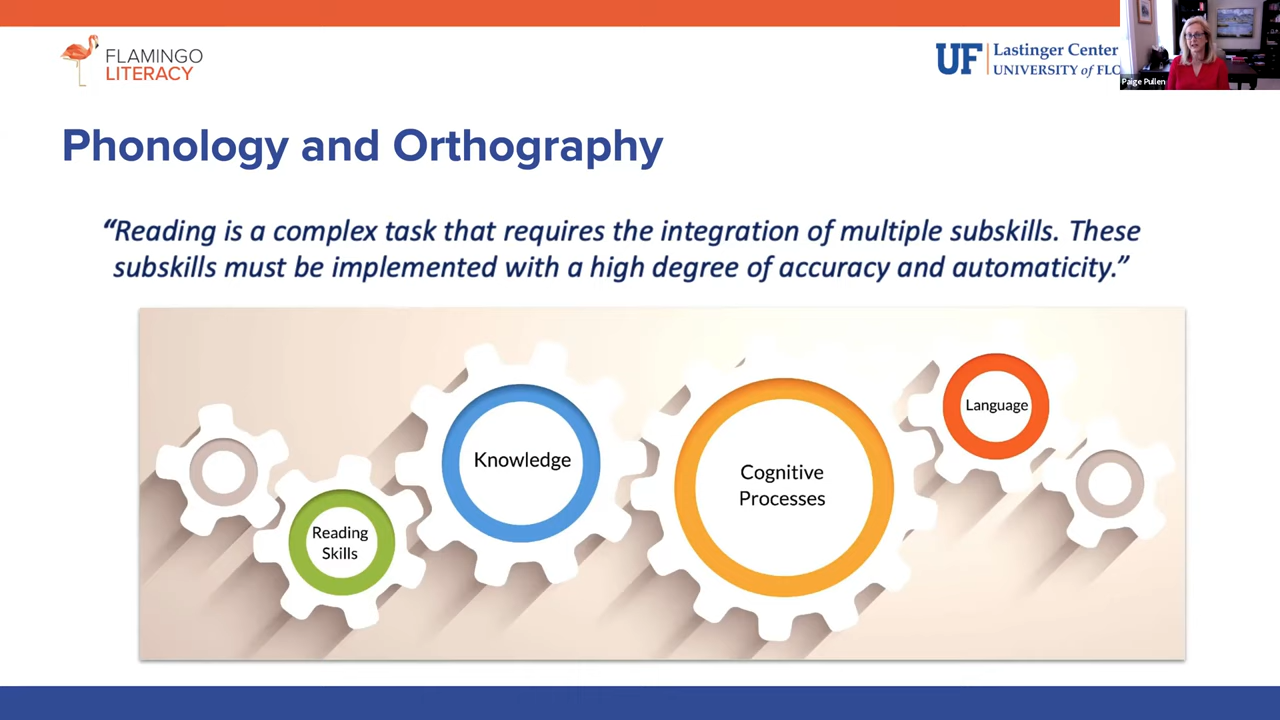 FLAMINGO
LITERACY
UF
Lastinger Center
UNIVERSITY of FLO
Paige Pullen
Phonology and Orthography
“Reading is a complex task that requires the integration of multiple subskills. These
subskills must be implemented with a high degree of accuracy and automaticity.”
Reading
Skills
Knowledge
Cognitive
Processes
Language